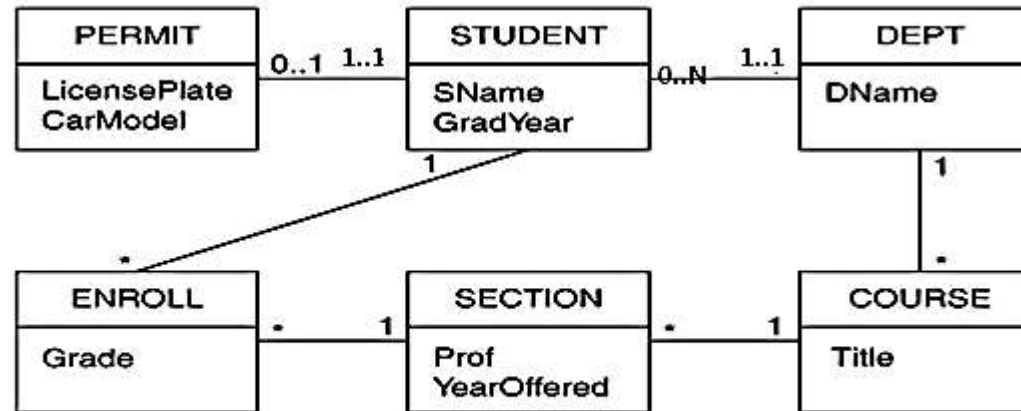 PERMIT
STUDENT
DEPT
0..1 1..1
0..N 1..1
LicensePlate
CarModel
SName
GradYear
DName
1
1
*
*
ENROLL
SECTION
COURSE
* 1
* 1
Grade
Prof
YearOffered
Title